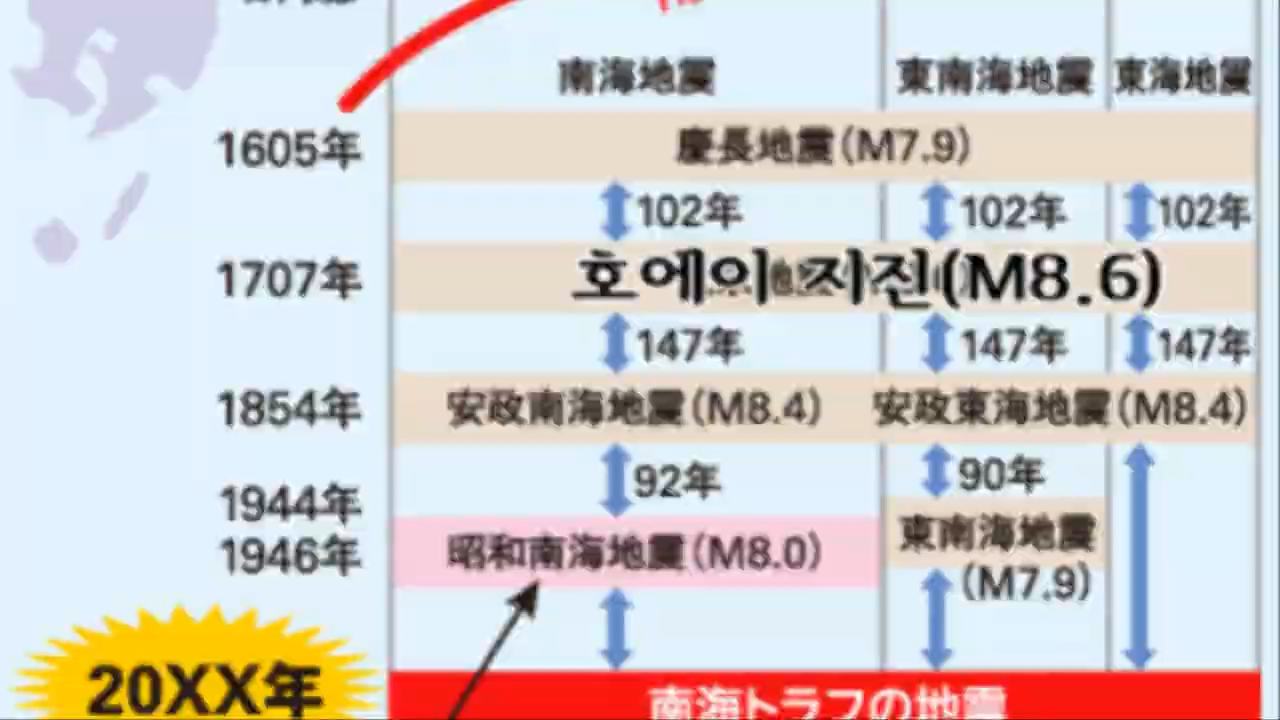 南海地震 東南海地震 東海地震
1605年 慶長地震(M7.9)
102年 102年 102年
1707年 호에이 지진(M8.6)
147年 147年 147年
1854年 安政南海地震(M8.4) 安政東海地震(M8.4)
92年 90年
1944年 東南海地震
1946年 昭和南海地震(M8.0)
(M7.9)
20XX年 南海トラフの地震